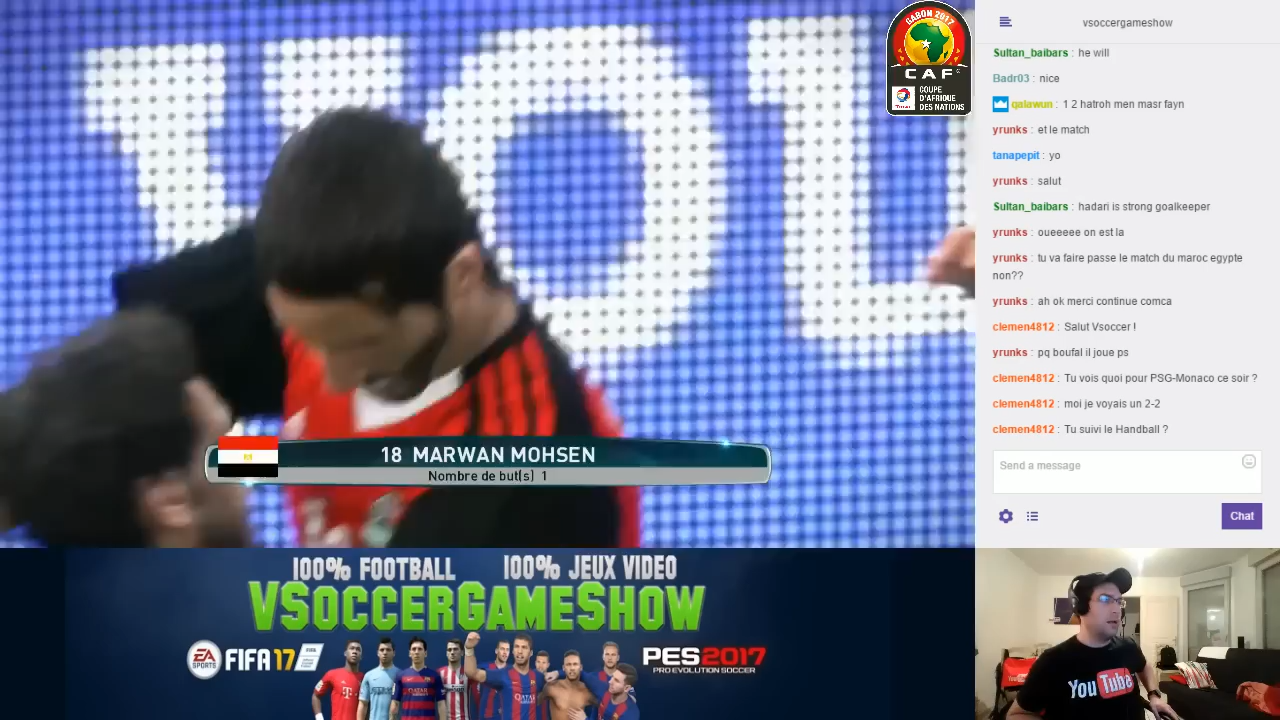 VOL
GABON 2017
CAF
TOTAL
COUPE
D'AFRIQUE
DES NATIONS
18 MARWAN MOHSEN
Nombre de but(s) 1
100% FOOTBALL 100% JEUX VIDEO
VSOCCERGAMESHOW
EA
SPORTS
FIFA 17
PES 2017
PRO EVOLUTION SOCCER
vsoccergameshow
Sultan_baibars : he will
Badr03 : nice
qalawun : 1 2 hatroh men masr fayn
yrunks : et le match
tanapepit : yo
yrunks : salut
Sultan_baibars : hadari is strong goalkeeper
yrunks : oueeeee on est la
yrunks : tu va faire passe le match du maroc egypte
non??
yrunks : ah ok merci continue comca
clemen4812 : Salut Vsoccer !
yrunks : pq boufal il joue ps
clemen4812 : Tu vois quoi pour PSG-Monaco ce soir ?
clemen4812 : moi je voyais un 2-2
clemen4812 : Tu suivi le Handball ?
Send a message
Chat
You Tube